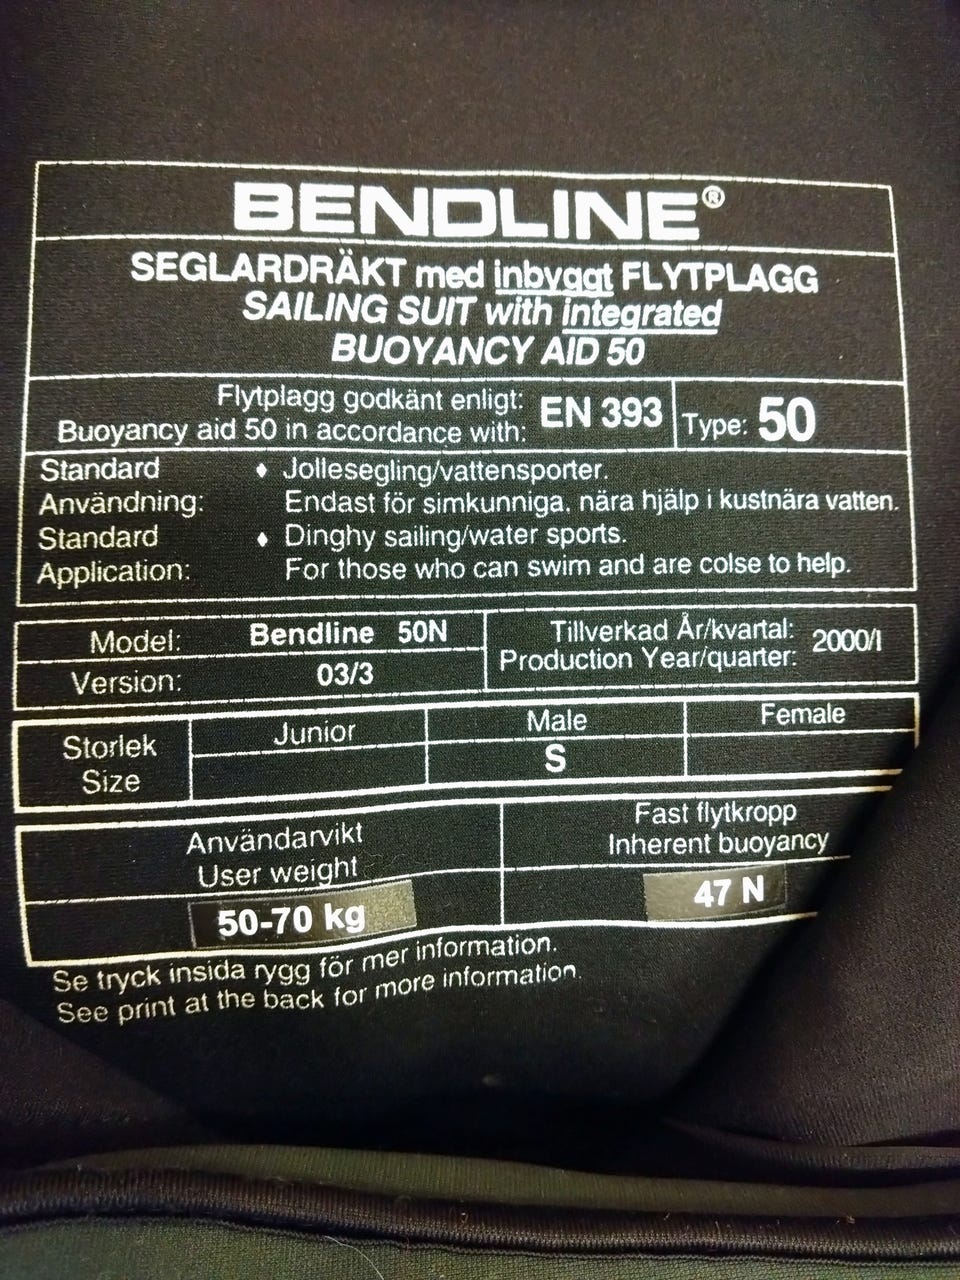 BENDLINE®
SEGLARDRÄKT med inbyggt FLYTPLAGG
SAILING SUIT with integrated
BUOYANCY AID 50
Flytplagg godkänt enligt:
Buoyancy aid 50 in accordance with:
EN 393
Type: 50
Standard ♦ Jollesegling/vattensporter.
Användning: Endast för simkunniga, nära hjälp i kustnära vatten.
Standard ♦ Dinghy sailing/water sports.
Application: For those who can swim and are colse to help.
Model: Bendline 50N
Version: 03/3
Tillverkad År/kvartal:
Production Year/quarter:
2000/I
Storlek
Size
Junior
Male
S
Female
Användarvikt
User weight
50-70 kg
Fast flytkropp
Inherent buoyancy
47 N
Se tryck insida rygg för mer information.
See print at the back for more information.